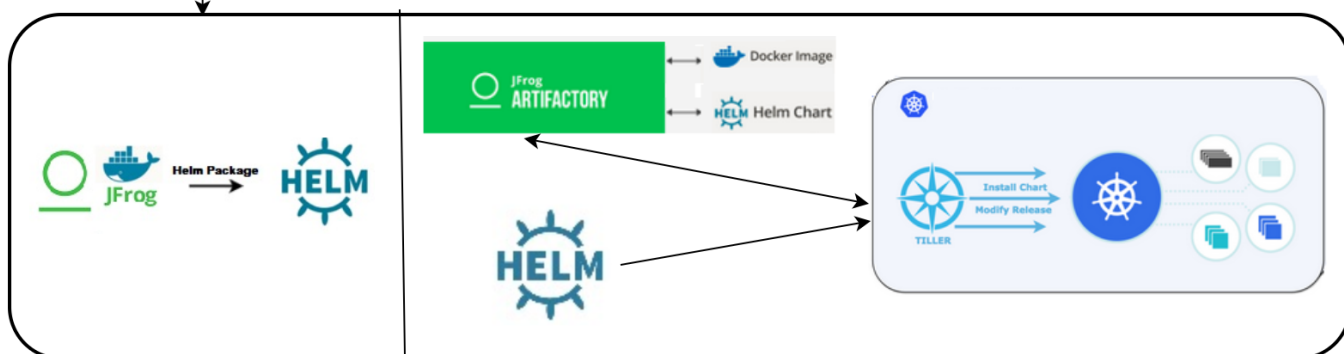 JFrog
Helm Package
HELM
JFrog
ARTIFACTORY
Docker Image
HELM Helm Chart
HELM
Install Chart
Modify Release
TILLER